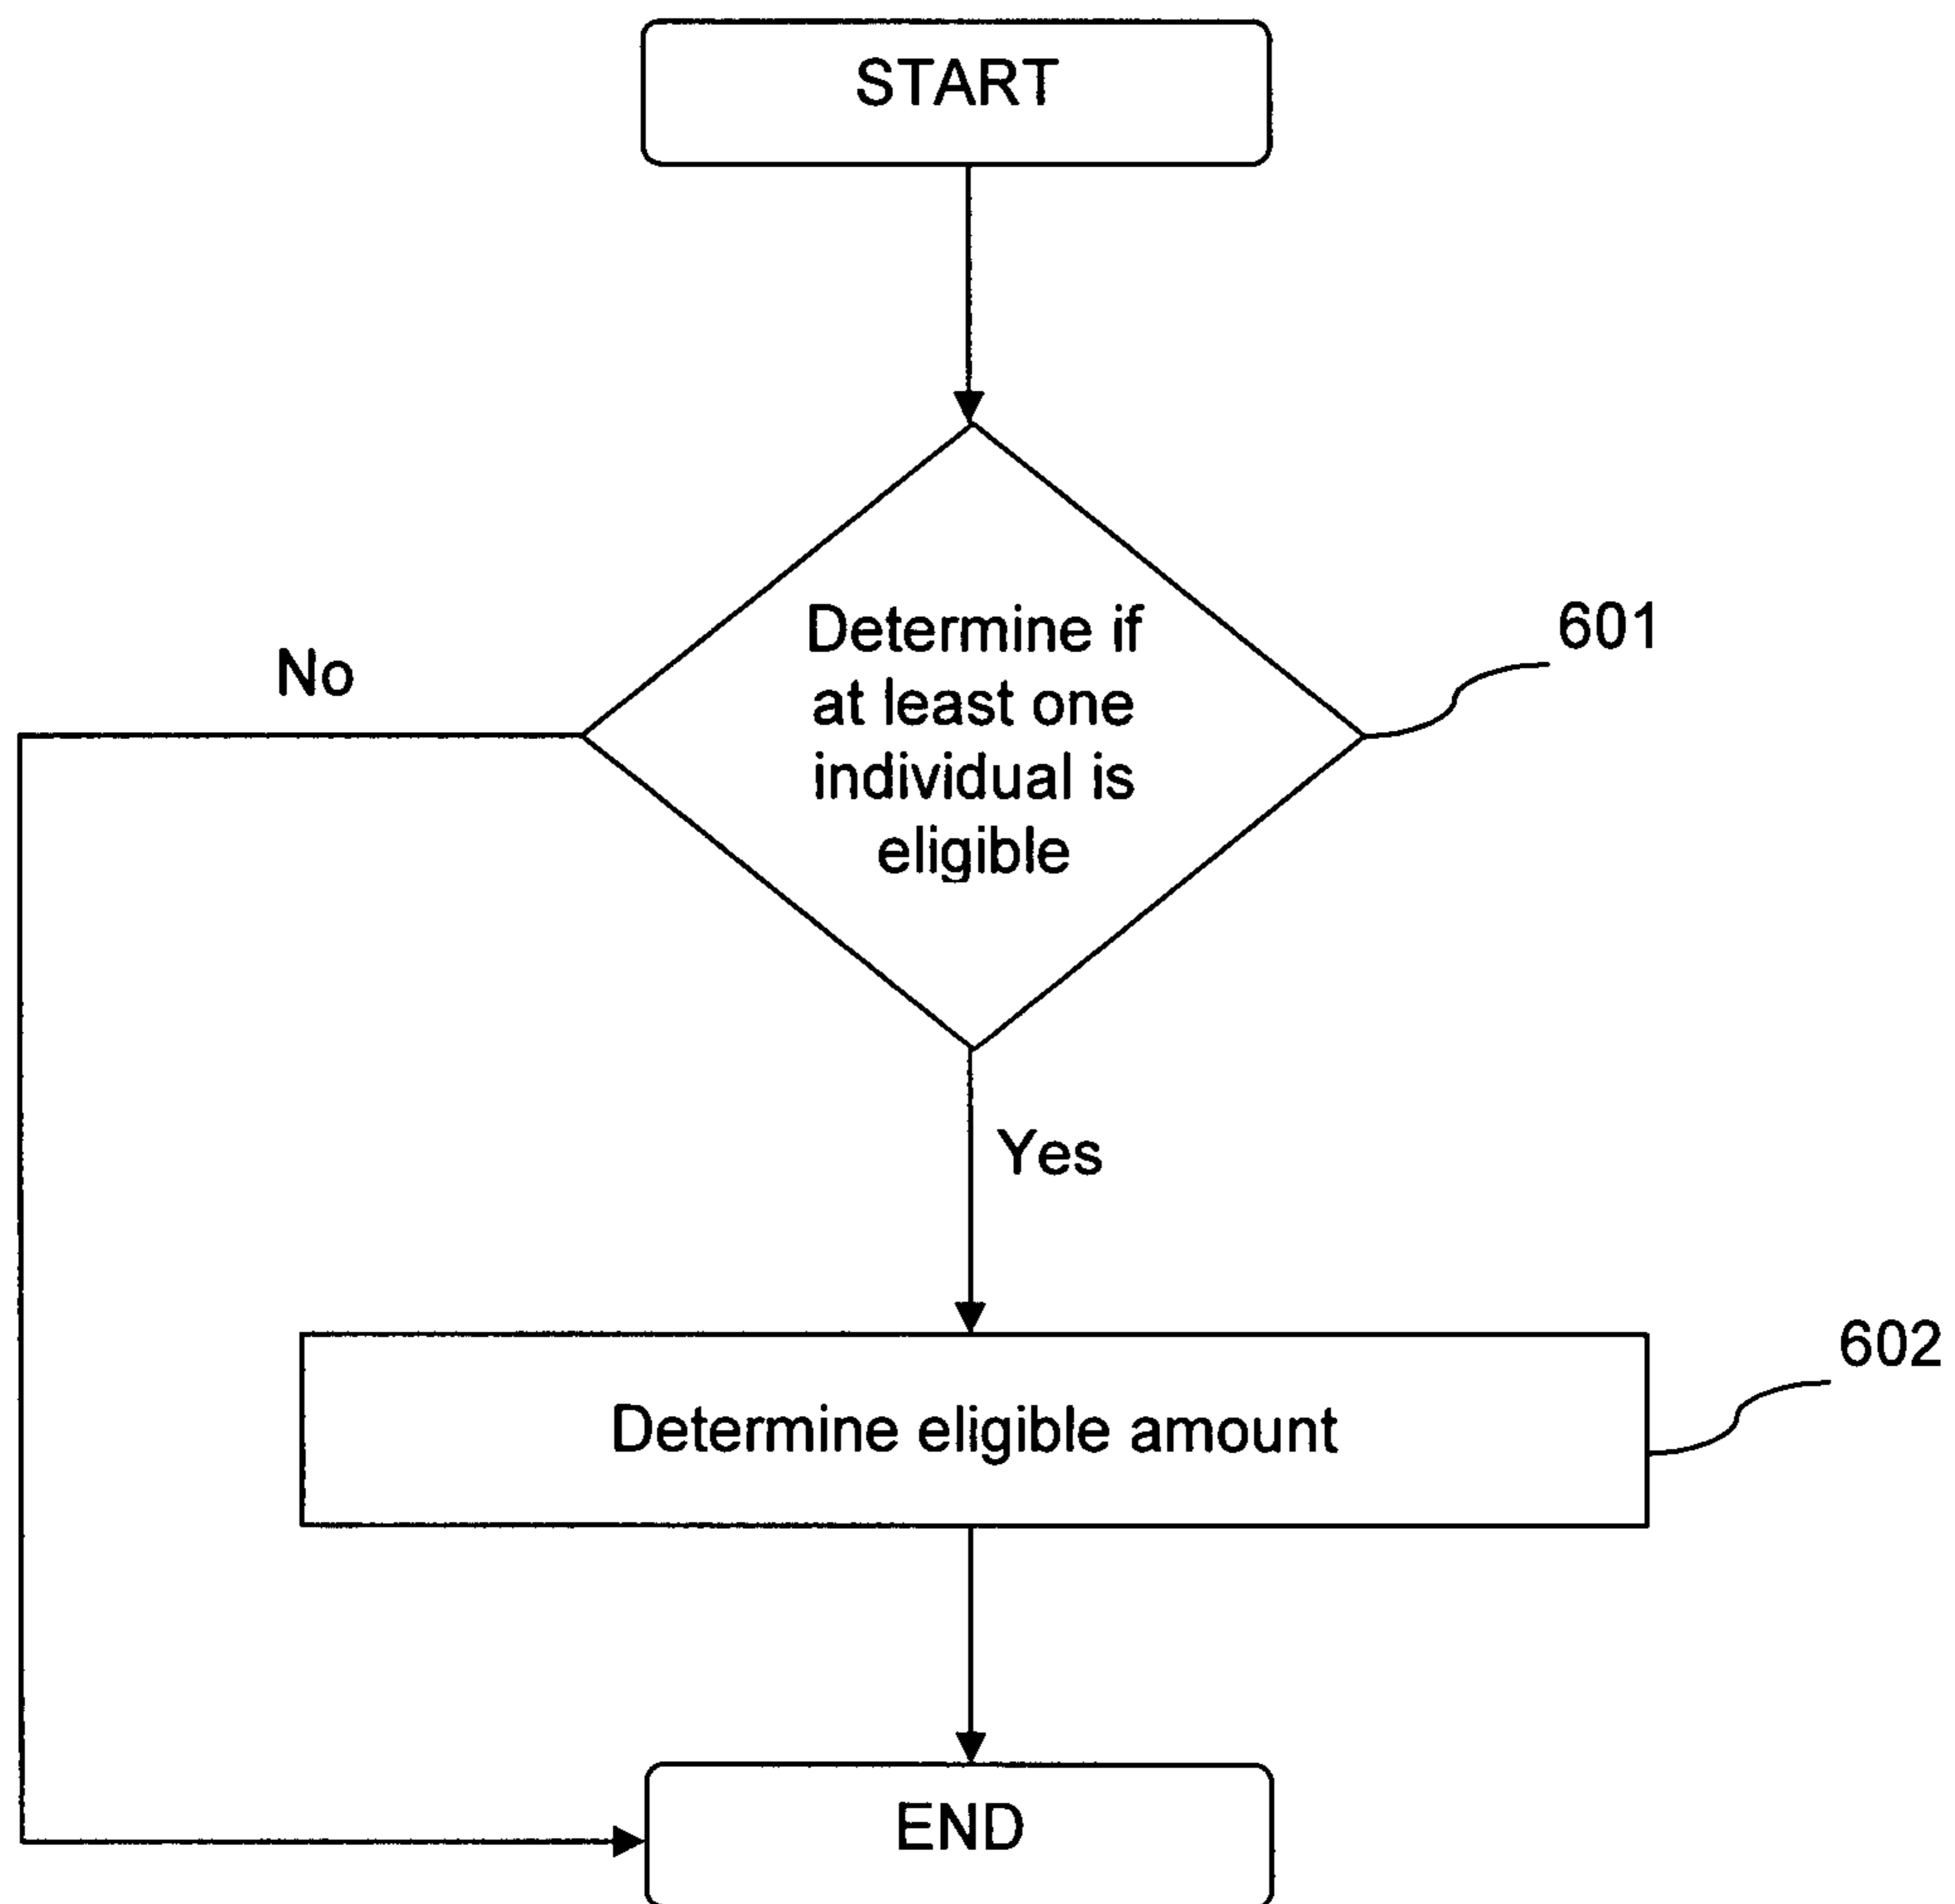 START
Determine if
at least one
individual is
eligible
601
No
Yes
602
Determine eligible amount
END